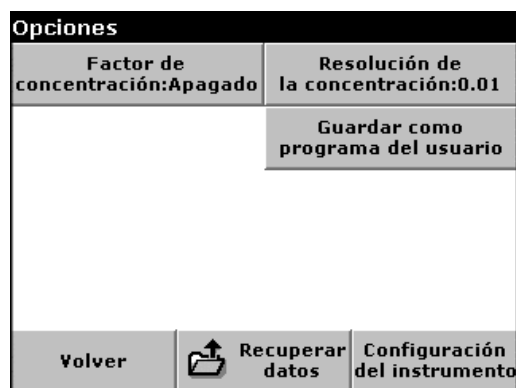 Opciones
Factor de
concentración:Apagado
Resolución de
la concentración:0.01
Guardar como
programa del usuario
Volver
Recuperar
datos
Configuración
del instrumento